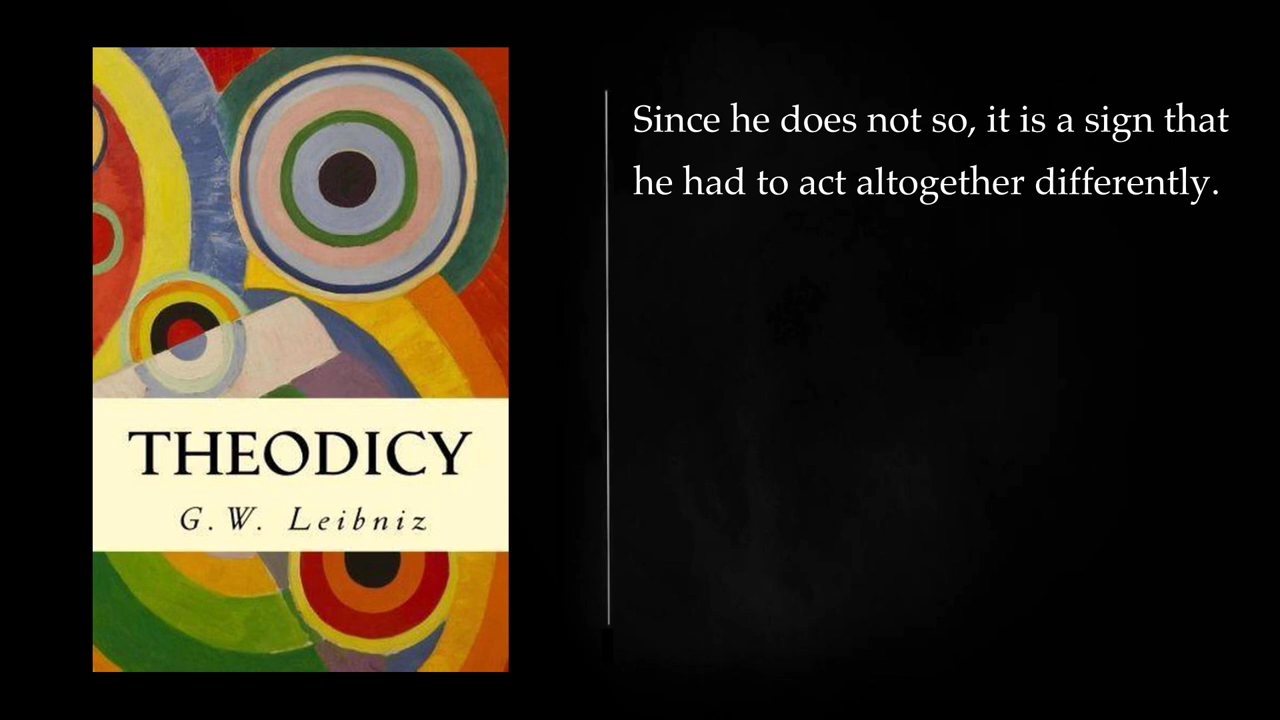 THEODICY
G. W. Leibniz
Since he does not so, it is a sign that
he had to act altogether differently.